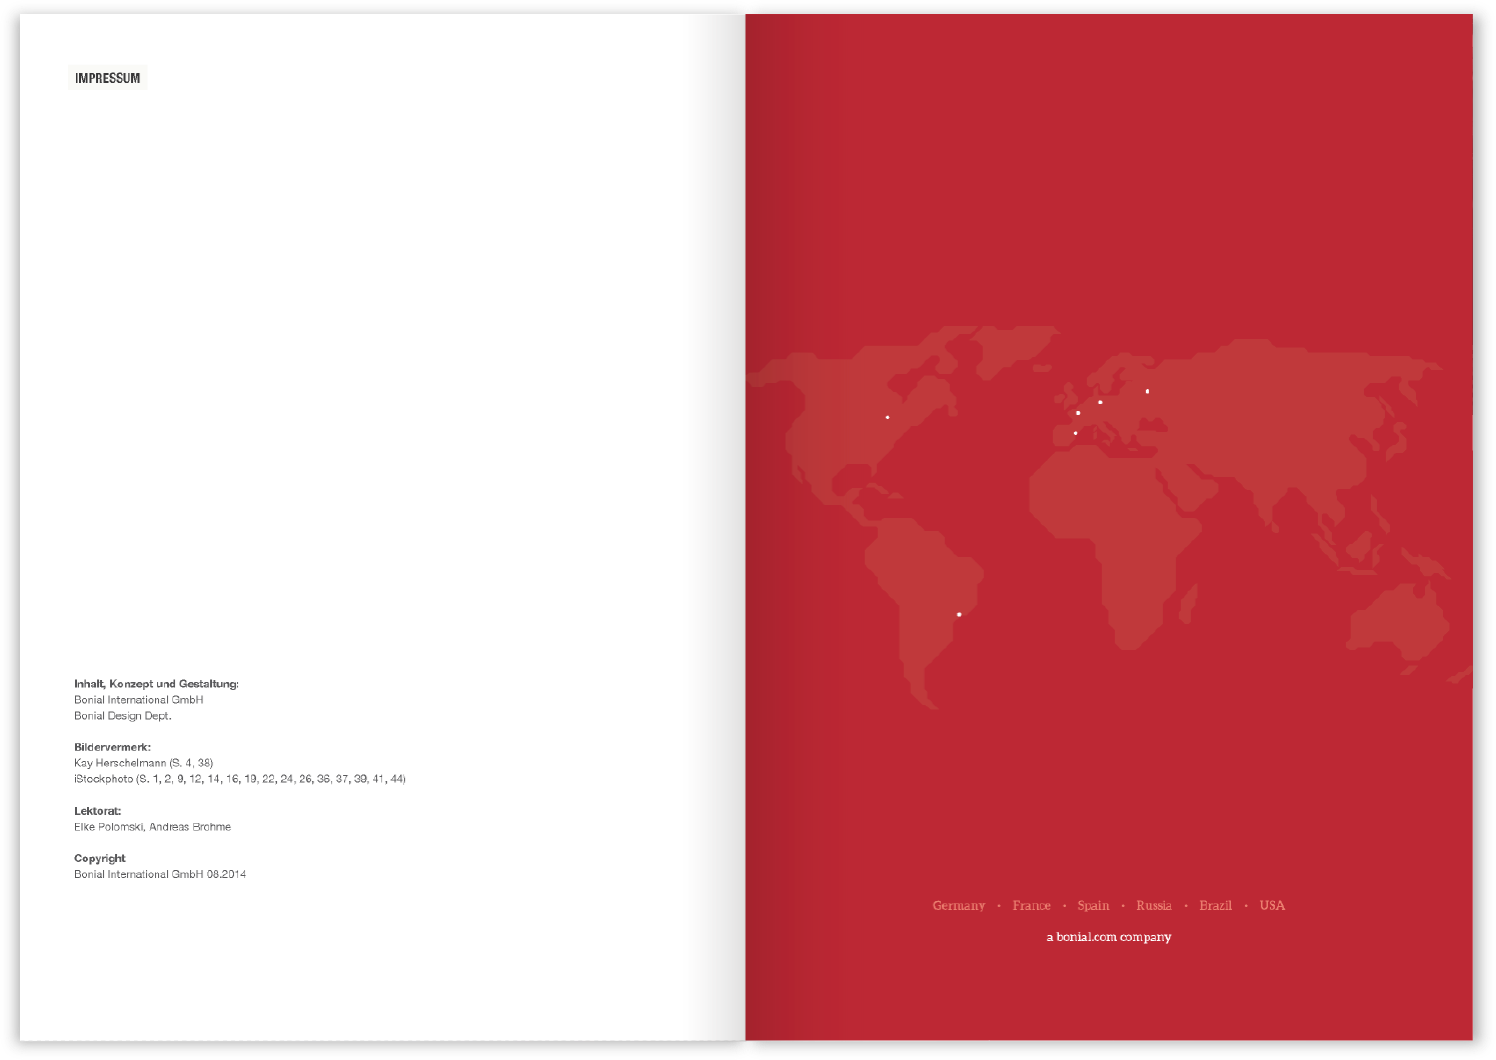 IMPRESSUM
Inhalt, Konzept und Gestaltung:
Bonial International GmbH
Bonial Design Dept.
Bildervermerk:
Kay Herschelmann (S. 4, 38)
iStockphoto (S. 1, 2, 9, 12, 14, 16, 19, 22, 24, 26, 36, 37, 39, 41, 44)
Lektorat:
Elke Polomski, Andreas Brohme
Copyright
Bonial International GmbH 08.2014
Germany • France • Spain • Russia • Brazil • USA
a bonial.com company